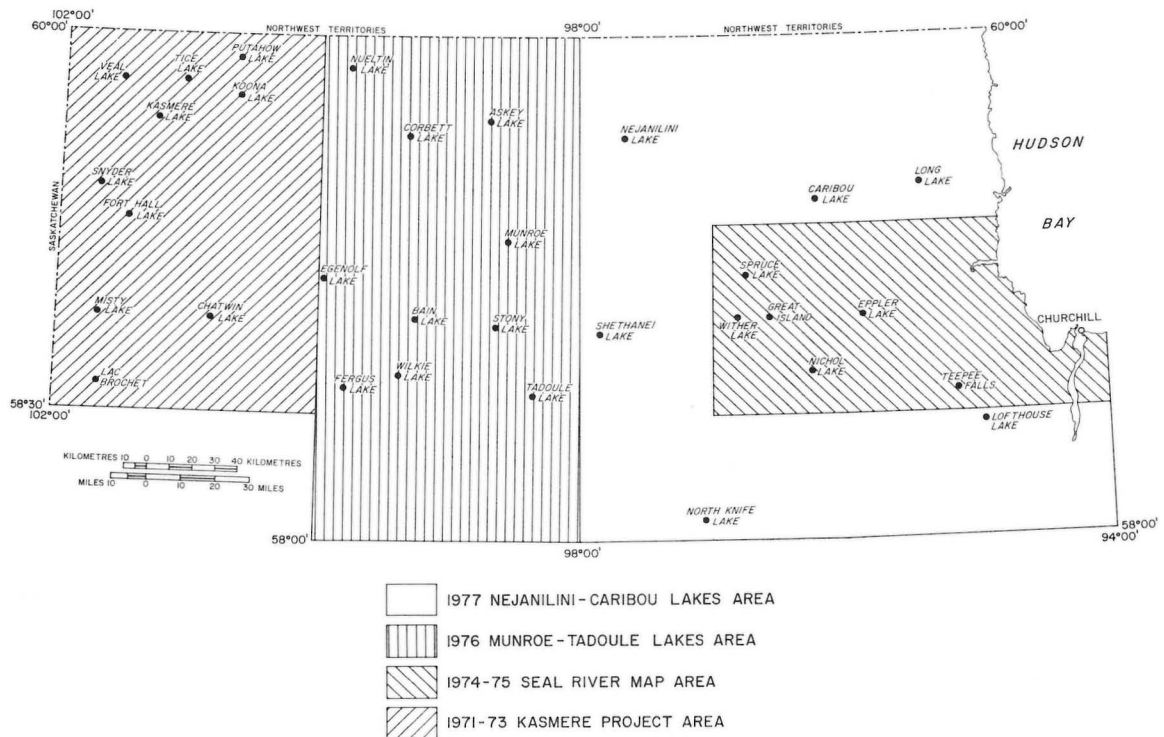 102°00'
60°00'
NORTHWEST TERRITORIES
98°00'
NORTHWEST TERRITORIES
60°00'
VEAL
LAKE
TICE
LAKE
PUTAHOW
LAKE
KOONA
LAKE
KASMERE
LAKE
NUELTIN
LAKE
CORBETT
LAKE
ASKEY
LAKE
NEJANILINI
LAKE
HUDSON
BAY
LONG
LAKE
CARIBOU
LAKE
SNYDER
LAKE
FORT HALL
LAKE
SASKATCHEWAN
MUNROE
LAKE
EGENOLF
LAKE
SPRUCE
LAKE
MISTY
LAKE
CHATWIN
LAKE
BAIN
LAKE
STONY
LAKE
SHETHANEI
LAKE
WITHER
LAKE
GREAT
ISLAND
EPPLER
LAKE
CHURCHILL
LAC
BROCHET
FERGUS
LAKE
WILKIE
LAKE
TADOULE
LAKE
NICHOL
LAKE
TEEPEE
FALLS
LOFTHOUSE
LAKE
58°30'
102°00'
KILOMETRES 10 0 10 20 30 40 KILOMETRES
MILES 10 0 10 20 30 MILES
NORTH KNIFE
LAKE
58°00'
98°00'
58°00'
94°00'
1977 NEJANILINI-CARIBOU LAKES AREA
1976 MUNROE-TADOULE LAKES AREA
1974-75 SEAL RIVER MAP AREA
1971-73 KASMERE PROJECT AREA